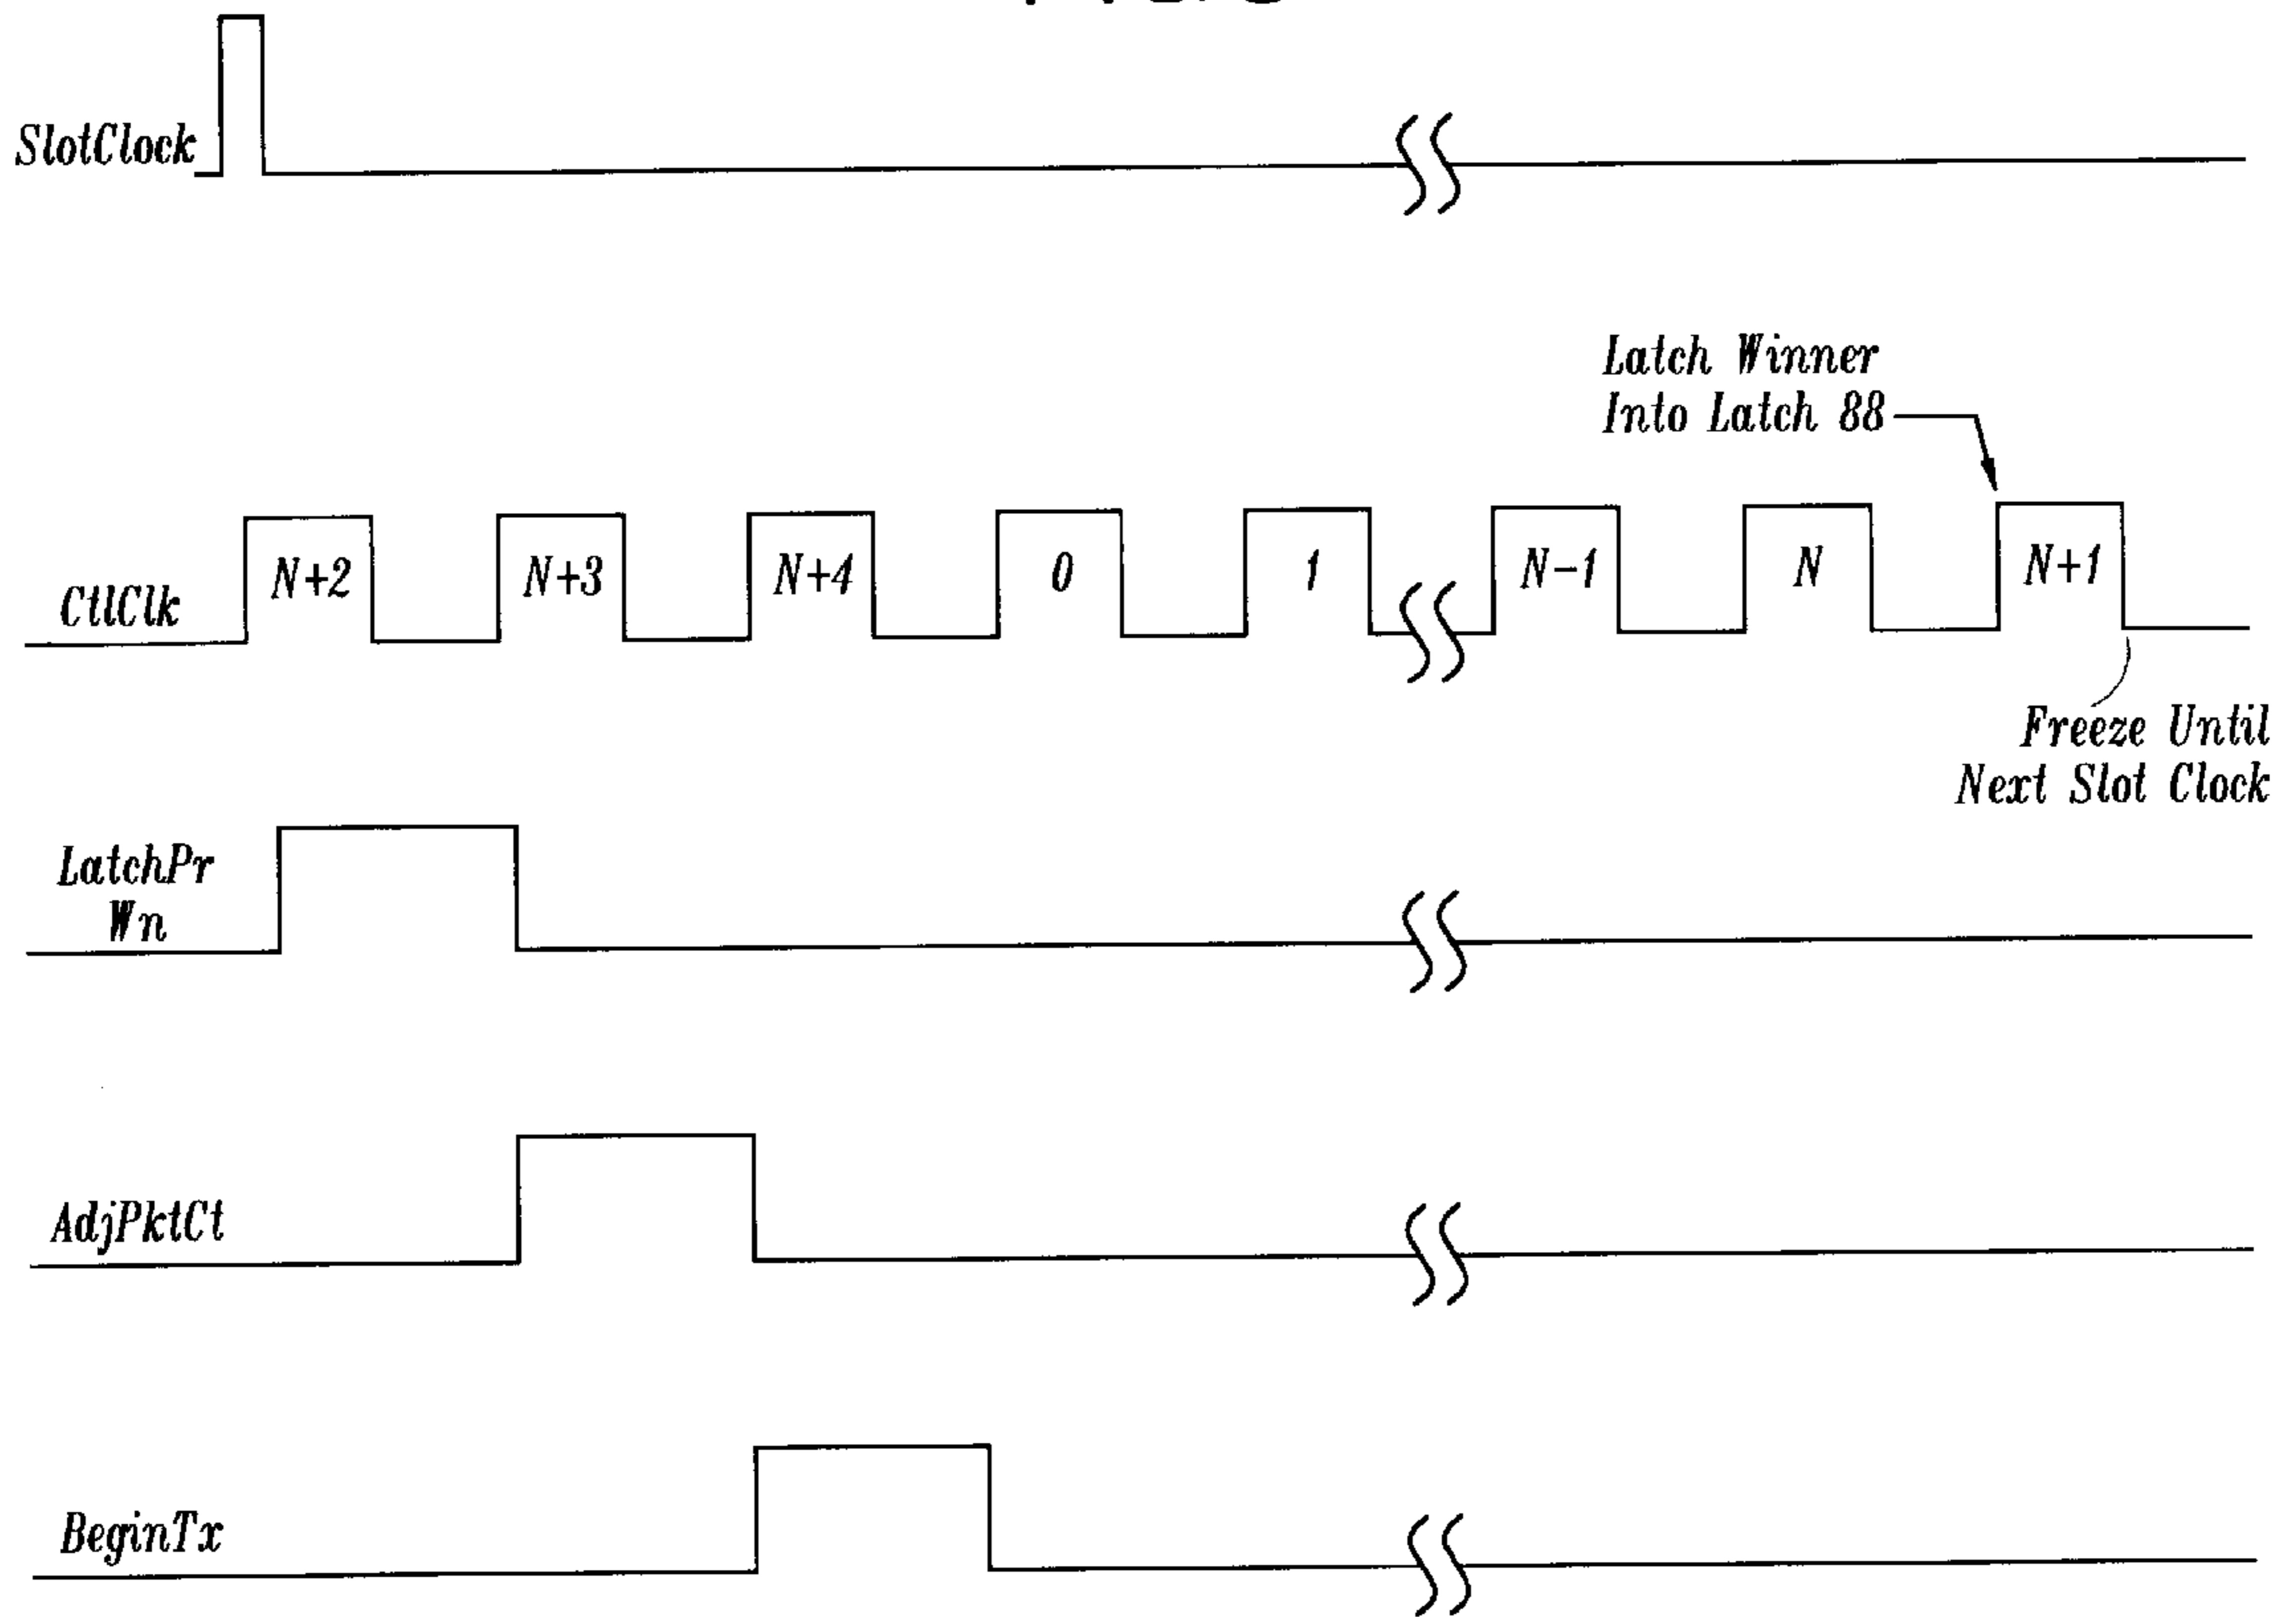 SlotClock
Latch Winner
Into Latch 88
CtlClk
N+2
N+3
N+4
0
1
N-1
N
N+1
Freeze Until
Next Slot Clock
LatchPr
Wn
AdjPktCt
BeginTx